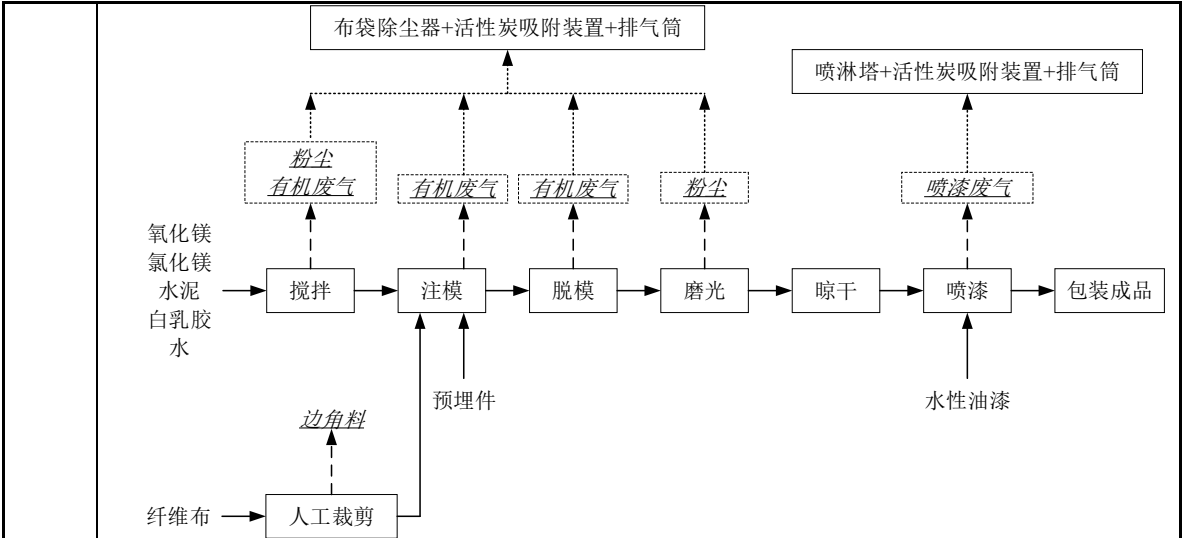 布袋除尘器+活性炭吸附装置+排气筒
喷淋塔+活性炭吸附装置+排气筒
粉尘
有机废气
有机废气
有机废气
粉尘
喷漆废气
氧化镁
氯化镁
水泥
白乳胶
水
搅拌
注模
脱模
磨光
晾干
喷漆
包装成品
预埋件
水性油漆
边角料
纤维布
人工裁剪